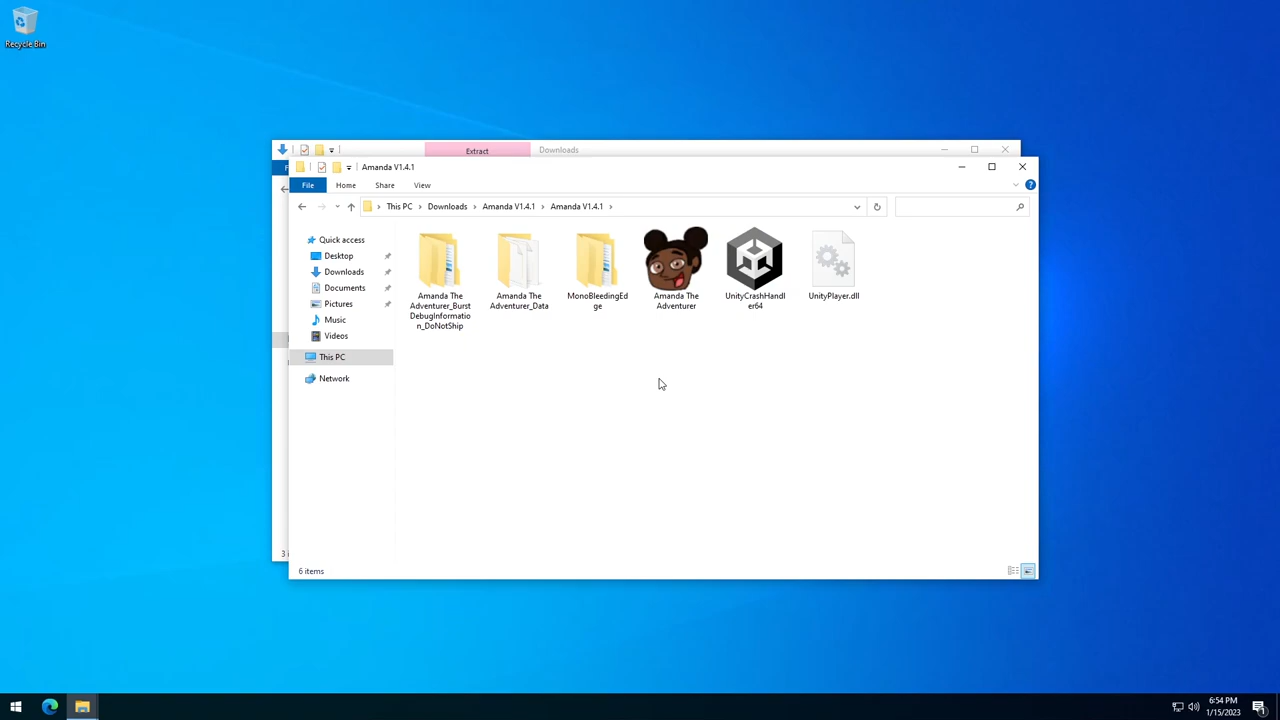 Recycle Bin
Extract
Downloads
Amanda V1.4.1
File
Home
Share
View
This PC
Downloads
Amanda V1.4.1
Amanda V1.4.1
Quick access
Desktop
Downloads
Documents
Pictures
Music
Videos
This PC
Network
Amanda The
Adventurer_Burst
DebugInformatio
n_DoNotShip
Amanda The
Adventurer_Data
MonoBleedingEd
ge
Amanda The
Adventurer
UnityCrashHandl
er64
UnityPlayer.dll
3 i
6 items
6:54 PM
1/15/2023